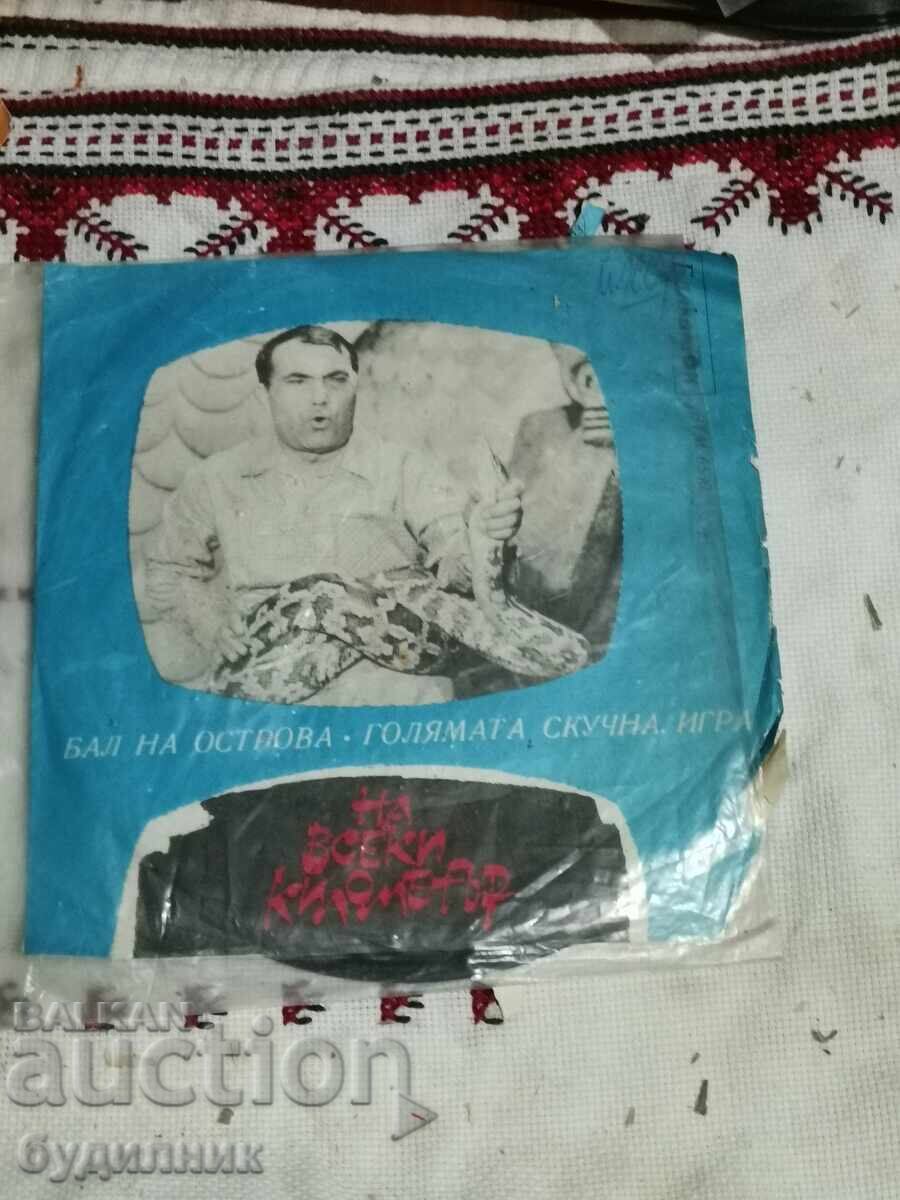 БАЛ НА ОСТРОВА • ГОЛЯМАТА СКУЧНА ИГРА
НА
ВСЕКИ
КИЛОМЕТЪР
BALKAN
auction
будилник